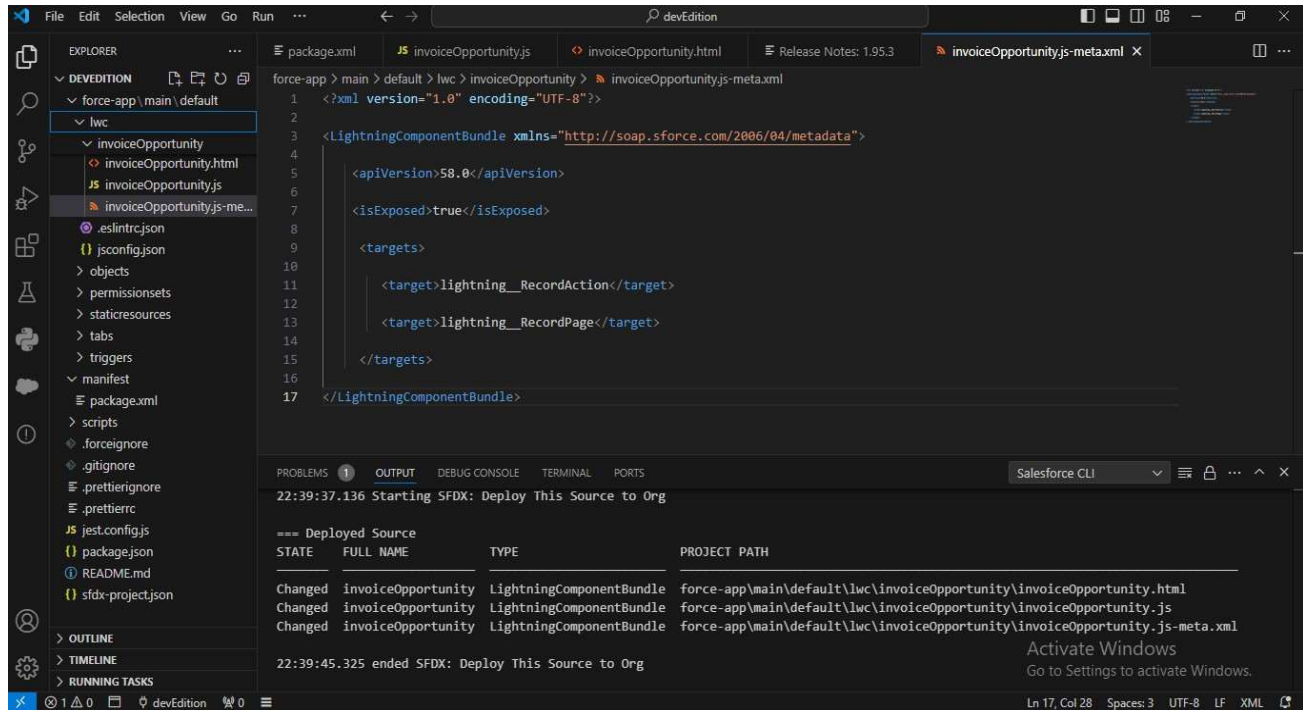 File Edit Selection View Go Run ··· ← → devEdition
EXPLORER ···
DEVEDITION
force-app\main\default
lwc
invoiceOpportunity
invoiceOpportunity.html
invoiceOpportunity.js
invoiceOpportunity.js-me...
.eslintrc.json
jsconfig.json
objects
permissionsets
staticresources
tabs
triggers
manifest
package.xml
scripts
.forceignore
.gitignore
.prettierignore
.prettierrc
jest.config.js
package.json
README.md
sfdx-project.json
OUTLINE
TIMELINE
RUNNING TASKS
package.xml JS invoiceOpportunity.js invoiceOpportunity.html Release Notes: 1.95.3 invoiceOpportunity.js-meta.xml
force-app > main > default > lwc > invoiceOpportunity > invoiceOpportunity.js-meta.xml
1 <?xml version="1.0" encoding="UTF-8"?>
2
3 <LightningComponentBundle xmlns="http://soap.sforce.com/2006/04/metadata">
4
5 <apiVersion>58.0</apiVersion>
6
7 <isExposed>true</isExposed>
8
9 <targets>
10
11 <target>lightning__RecordAction</target>
12
13 <target>lightning__RecordPage</target>
14
15 </targets>
16
17 </LightningComponentBundle>
PROBLEMS 1 OUTPUT DEBUG CONSOLE TERMINAL PORTS Salesforce CLI
22:39:37.136 Starting SFDX: Deploy This Source to Org
=== Deployed Source
STATE FULL NAME TYPE PROJECT PATH
Changed invoiceOpportunity LightningComponentBundle force-app\main\default\lwc\invoiceOpportunity\invoiceOpportunity.html
Changed invoiceOpportunity LightningComponentBundle force-app\main\default\lwc\invoiceOpportunity\invoiceOpportunity.js
Changed invoiceOpportunity LightningComponentBundle force-app\main\default\lwc\invoiceOpportunity\invoiceOpportunity.js-meta.xml
22:39:45.325 ended SFDX: Deploy This Source to Org
Activate Windows
Go to Settings to activate Windows.
1 0 devEdition 0 Ln 17, Col 28 Spaces: 3 UTF-8 LF XML